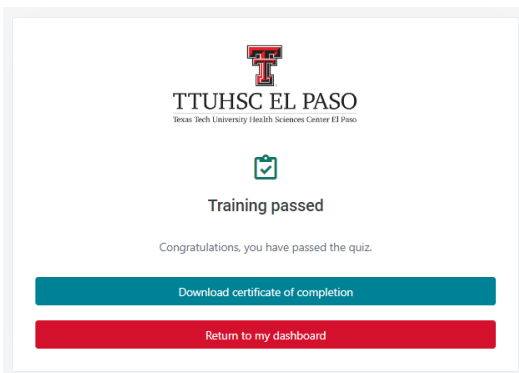 TTUHSC EL PASO
Texas Tech University Health Sciences Center El Paso
Training passed
Congratulations, you have passed the quiz.
Download certificate of completion
Return to my dashboard